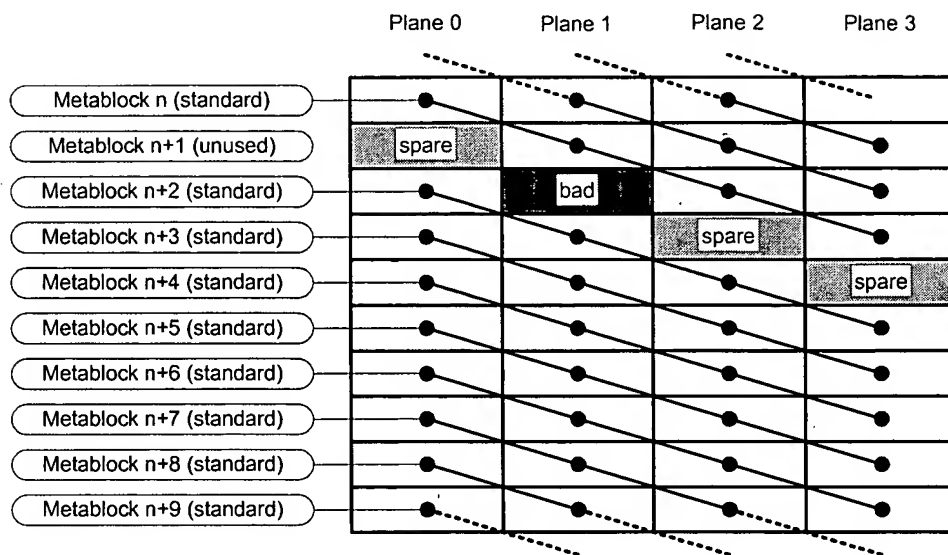 Plane 0 Plane 1 Plane 2 Plane 3
Metablock n (standard)
Metablock n+1 (unused) spare
Metablock n+2 (standard) bad
Metablock n+3 (standard) spare
Metablock n+4 (standard) spare
Metablock n+5 (standard)
Metablock n+6 (standard)
Metablock n+7 (standard)
Metablock n+8 (standard)
Metablock n+9 (standard)